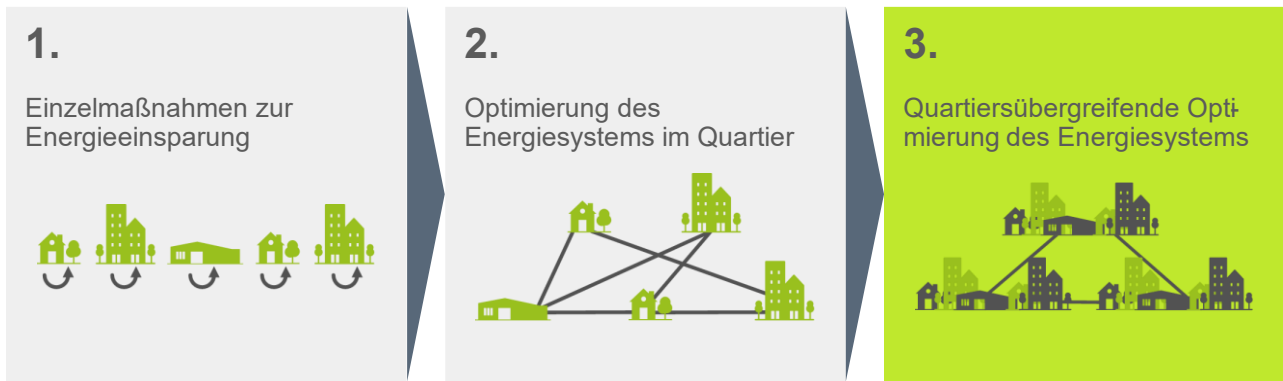 1.
Einzelmaßnahmen zur
Energieeinsparung
2.
Optimierung des
Energiesystems im Quartier
3.
Quartiersübergreifende Opti-
mierung des Energiesystems